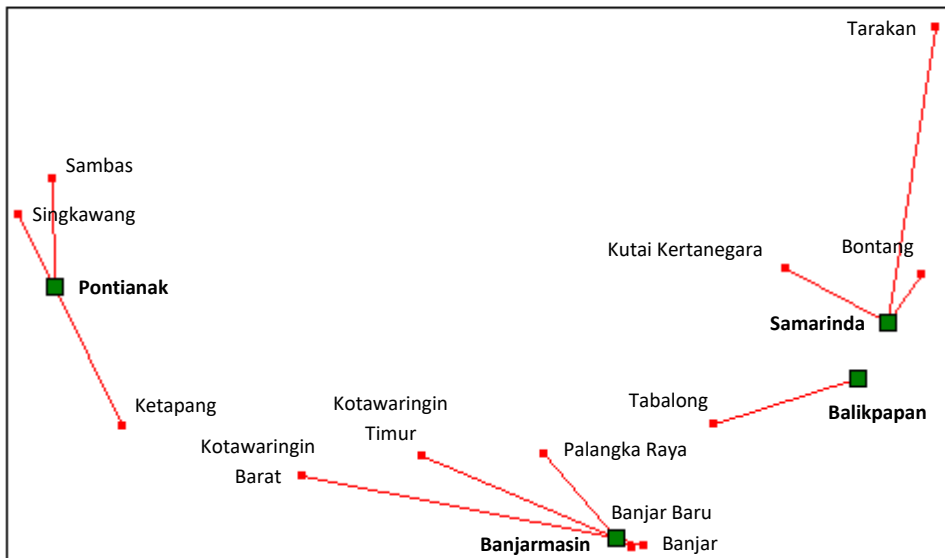 Tarakan
Sambas
Singkawang
Kutai Kertanegara
Bontang
Pontianak
Samarinda
Ketapang
Kotawaringin
Timur
Tabalong
Balikpapan
Kotawaringin
Barat
Palangka Raya
Banjar Baru
Banjarmasin
Banjar